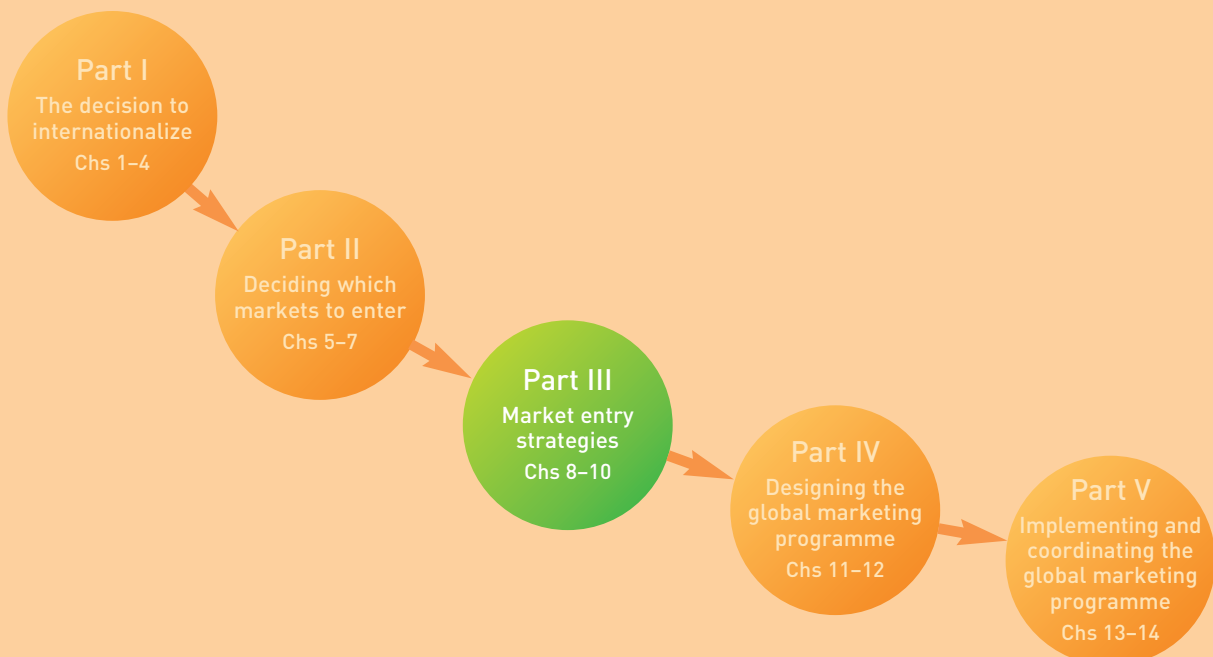 Part I
The decision to
internationalize
Chs 1–4
Part II
Deciding which
markets to enter
Chs 5–7
Part III
Market entry
strategies
Chs 8–10
Part IV
Designing the
global marketing
programme
Chs 11–12
Part V
Implementing and
coordinating the
global marketing
programme
Chs 13–14